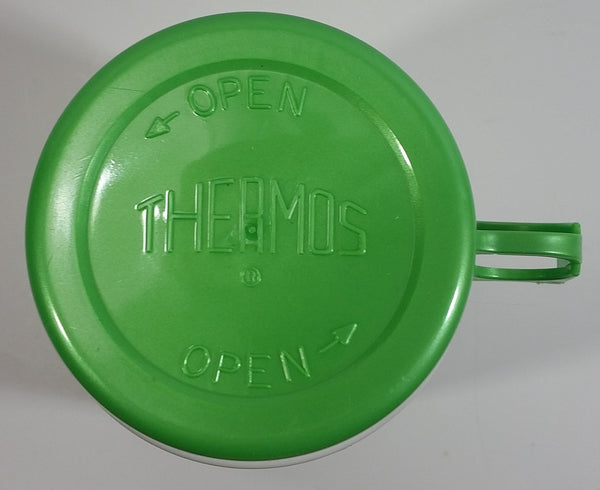 ← OPEN
THERMOS
®
OPEN →